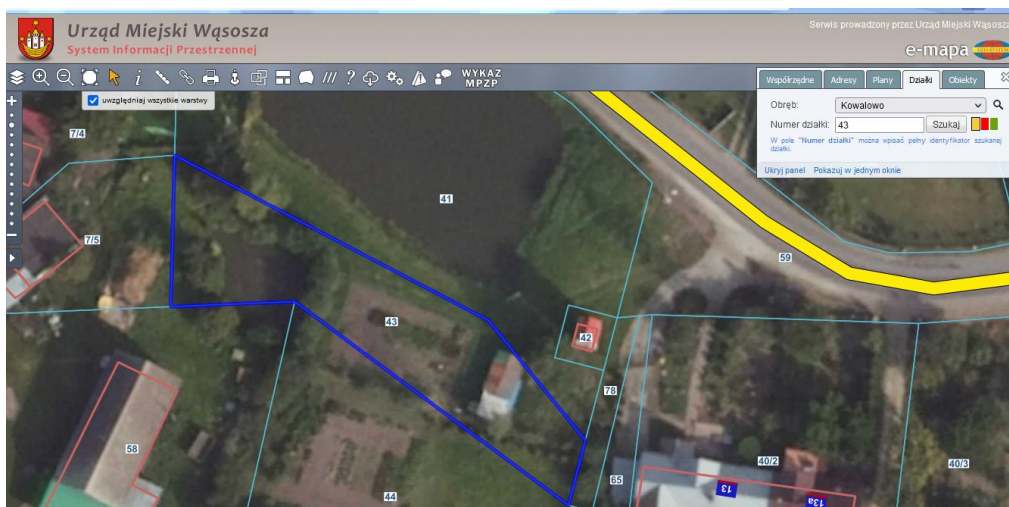 Urząd Miejski Wąsosza
System Informacji Przestrzennej
Serwis prowadzony przez Urząd Miejski Wąsosza
e-mapa
WYKAZ
MPZP
uwzględniaj wszystkie warstwy
Współrzędne Adresy Plany Działki Obiekty
Obręb: Kowalowo
Numer działki: 43 Szukaj
W pole "Numer działki" można wpisać pełny identyfikator szukanej
działki.
Ukryj panel Pokazuj w jednym oknie
7/4
41
7/5
59
43
42
78
58
40/2
40/3
65
44
13
13a